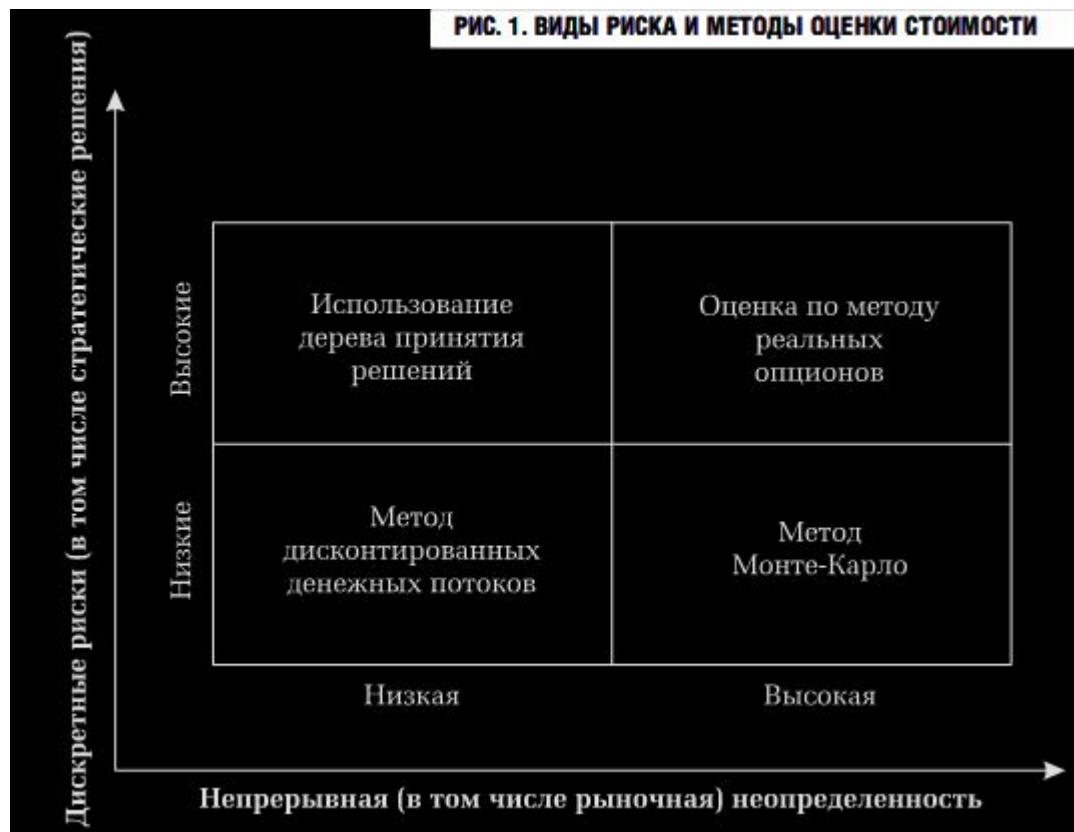 РИС. 1. ВИДЫ РИСКА И МЕТОДЫ ОЦЕНКИ СТОИМОСТИ
Дискретные риски (в том числе стратегические решения)
Высокие
Использование
дерева принятия
решений
Оценка по методу
реальных
опционов
Низкие
Метод
дисконтированных
денежных потоков
Метод
Монте-Карло
Низкая
Высокая
Непрерывная (в том числе рыночная) неопределенность